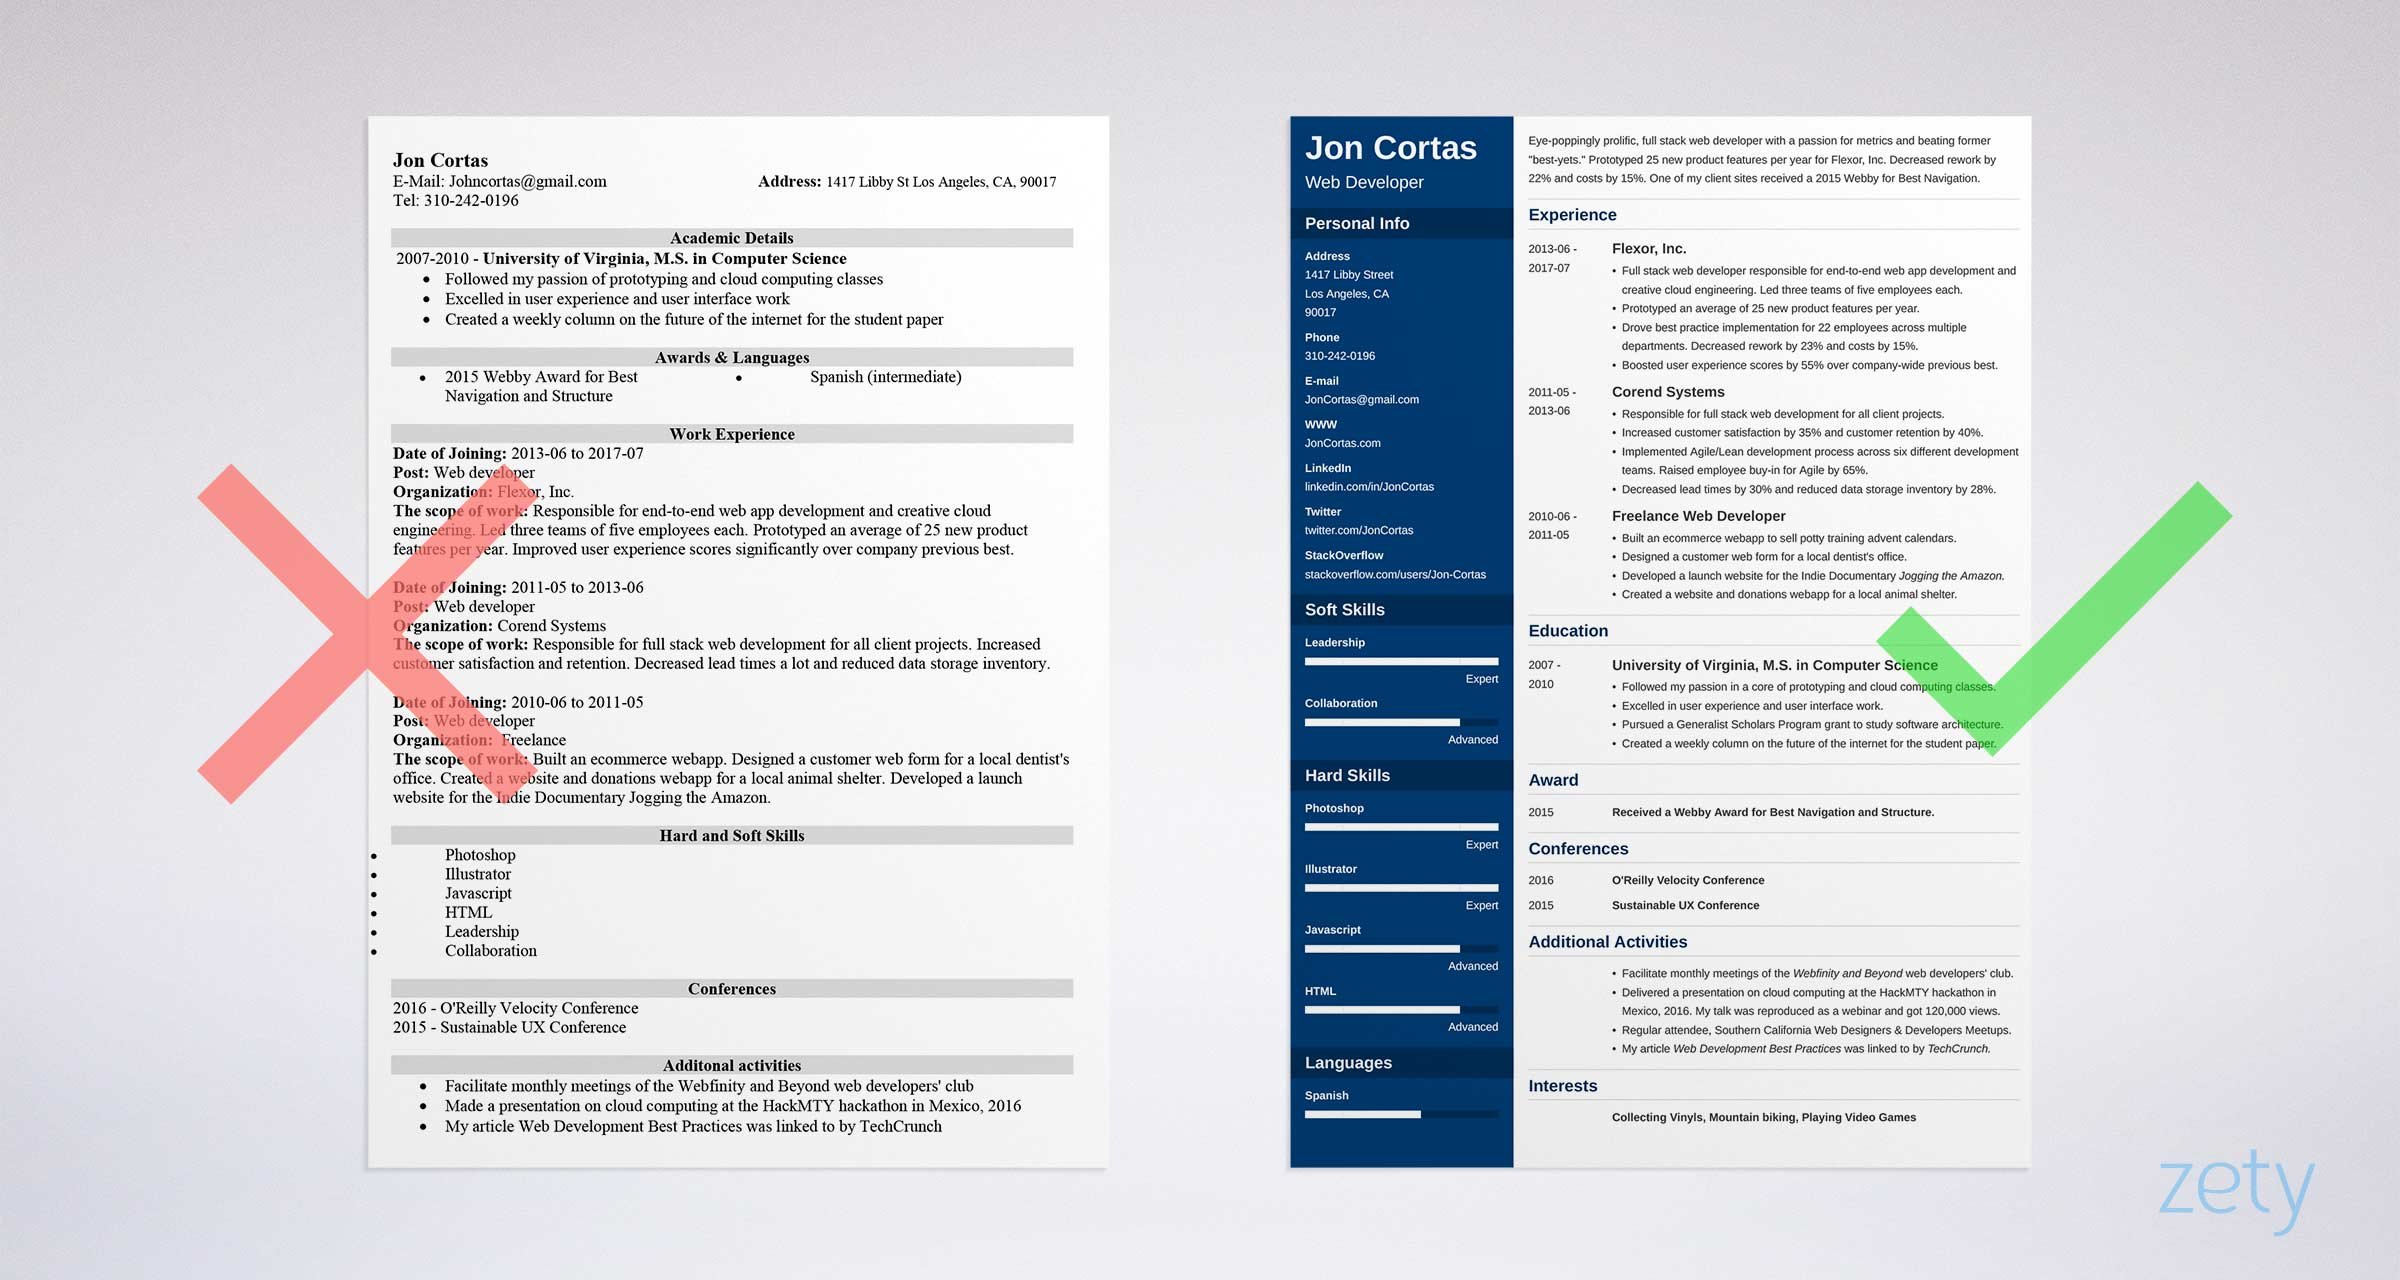 Jon Cortas
E-Mail: Johncortas@gmail.com
Address: 1417 Libby St Los Angeles, CA, 90017
Tel: 310-242-0196
Academic Details
2007-2010 - University of Virginia, M.S. in Computer Science
• Followed my passion of prototyping and cloud computing classes
• Excelled in user experience and user interface work
• Created a weekly column on the future of the internet for the student paper
Awards & Languages
• 2015 Webby Award for Best
Navigation and Structure
• Spanish (intermediate)
Work Experience
Date of Joining: 2013-06 to 2017-07
Post: Web developer
Organization: Flexor, Inc.
The scope of work: Responsible for end-to-end web app development and creative cloud
engineering. Led three teams of five employees each. Prototyped an average of 25 new product
features per year. Improved user experience scores significantly over company previous best.
Date of Joining: 2011-05 to 2013-06
Post: Web developer
Organization: Corend Systems
The scope of work: Responsible for full stack web development for all client projects. Increased
customer satisfaction and retention. Decreased lead times a lot and reduced data storage inventory.
Date of Joining: 2010-06 to 2011-05
Post: Web developer
Organization: Freelance
The scope of work: Built an ecommerce webapp. Designed a customer web form for a local dentist's
office. Created a website and donations webapp for a local animal shelter. Developed a launch
website for the Indie Documentary Jogging the Amazon.
Hard and Soft Skills
• Photoshop
• Illustrator
• Javascript
• HTML
• Leadership
• Collaboration
Conferences
2016 - O'Reilly Velocity Conference
2015 - Sustainable UX Conference
Additonal activities
• Facilitate monthly meetings of the Webfinity and Beyond web developers' club
• Made a presentation on cloud computing at the HackMTY hackathon in Mexico, 2016
• My article Web Development Best Practices was linked to by TechCrunch
Jon Cortas
Web Developer
Personal Info
Address
1417 Libby Street
Los Angeles, CA
90017
Phone
310-242-0196
E-mail
JonCortas@gmail.com
WWW
JonCortas.com
LinkedIn
linkedin.com/in/JonCortas
Twitter
twitter.com/JonCortas
StackOverflow
stackoverflow.com/users/Jon-Cortas
Soft Skills
Leadership
Expert
Collaboration
Advanced
Hard Skills
Photoshop
Expert
Illustrator
Expert
Javascript
Advanced
HTML
Advanced
Languages
Spanish
Eye-poppingly prolific, full stack web developer with a passion for metrics and beating former
"best-yets." Prototyped 25 new product features per year for Flexor, Inc. Decreased rework by
22% and costs by 15%. One of my client sites received a 2015 Webby for Best Navigation.
Experience
2013-06 -
2017-07
Flexor, Inc.
• Full stack web developer responsible for end-to-end web app development and
creative cloud engineering. Led three teams of five employees each.
• Prototyped an average of 25 new product features per year.
• Drove best practice implementation for 22 employees across multiple
departments. Decreased rework by 23% and costs by 15%.
• Boosted user experience scores by 55% over company-wide previous best.
2011-05 -
2013-06
Corend Systems
• Responsible for full stack web development for all client projects.
• Increased customer satisfaction by 35% and customer retention by 40%.
• Implemented Agile/Lean development process across six different development
teams. Raised employee buy-in for Agile by 65%.
• Decreased lead times by 30% and reduced data storage inventory by 28%.
2010-06 -
2011-05
Freelance Web Developer
• Built an ecommerce webapp to sell potty training advent calendars.
• Designed a customer web form for a local dentist's office.
• Developed a launch website for the Indie Documentary Jogging the Amazon.
• Created a website and donations webapp for a local animal shelter.
Education
2007 -
2010
University of Virginia, M.S. in Computer Science
• Followed my passion in a core of prototyping and cloud computing classes.
• Excelled in user experience and user interface work.
• Pursued a Generalist Scholars Program grant to study software architecture.
• Created a weekly column on the future of the internet for the student paper.
Award
2015 Received a Webby Award for Best Navigation and Structure.
Conferences
2016 O'Reilly Velocity Conference
2015 Sustainable UX Conference
Additional Activities
• Facilitate monthly meetings of the Webfinity and Beyond web developers' club.
• Delivered a presentation on cloud computing at the HackMTY hackathon in
Mexico, 2016. My talk was reproduced as a webinar and got 120,000 views.
• Regular attendee, Southern California Web Designers & Developers Meetups.
• My article Web Development Best Practices was linked to by TechCrunch.
Interests
Collecting Vinyls, Mountain biking, Playing Video Games
zety